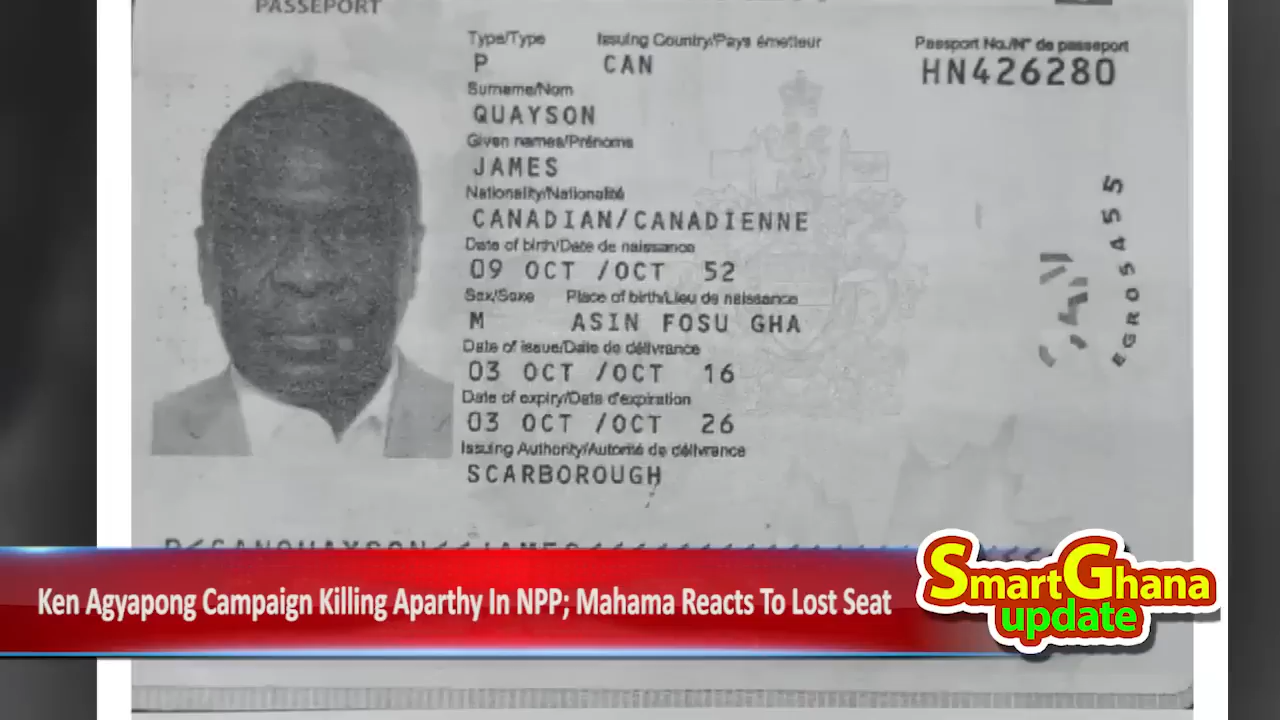 PASSEPORT
Type/Type Issuing Country/Pays émetteur Passport No./N° de passeport
P CAN HN426280
Surname/Nom
QUAYSON
Given names/Prénoms
JAMES
Nationality/Nationalité
CANADIAN/CANADIENNE
Date of birth/Date de naissance
09 OCT /OCT 52
Sex/Sexe Place of birth/Lieu de naissance
M ASIN FOSU GHA
Date of issue/Date de délivrance
03 OCT /OCT 16
Date of expiry/Date d'expiration
03 OCT /OCT 26
Issuing Authority/Autorité de délivrance
SCARBOROUGH
Ken Agyapong Campaign Killing Aparthy In NPP; Mahama Reacts To Lost Seat
SmartGhana
update